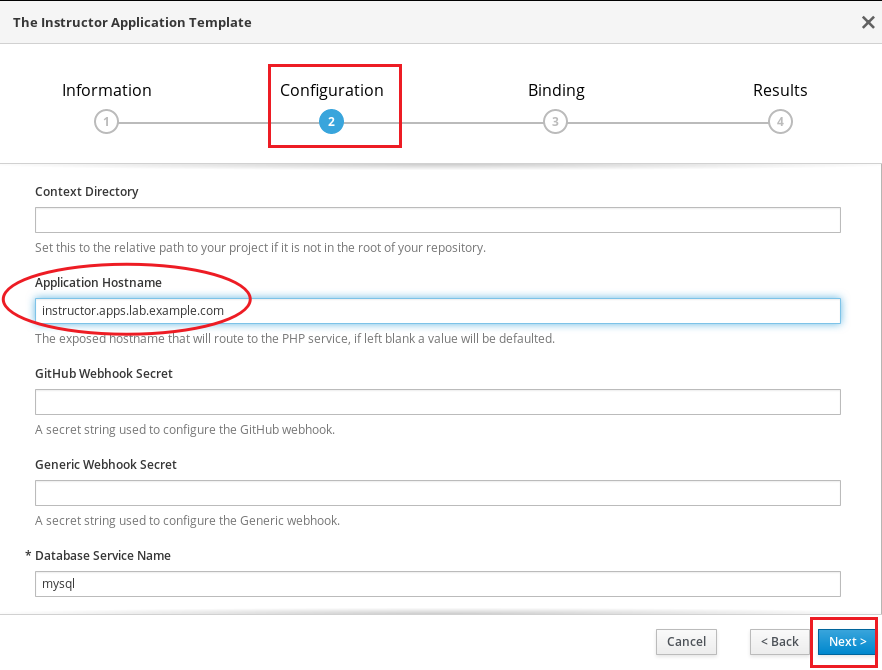 The Instructor Application Template
Information Configuration Binding Results
1 2 3 4
Context Directory
Set this to the relative path to your project if it is not in the root of your repository.
Application Hostname
instructor.apps.lab.example.com
The exposed hostname that will route to the PHP service, if left blank a value will be defaulted.
GitHub Webhook Secret
A secret string used to configure the GitHub webhook.
Generic Webhook Secret
A secret string used to configure the Generic webhook.
* Database Service Name
mysql
Cancel < Back Next >